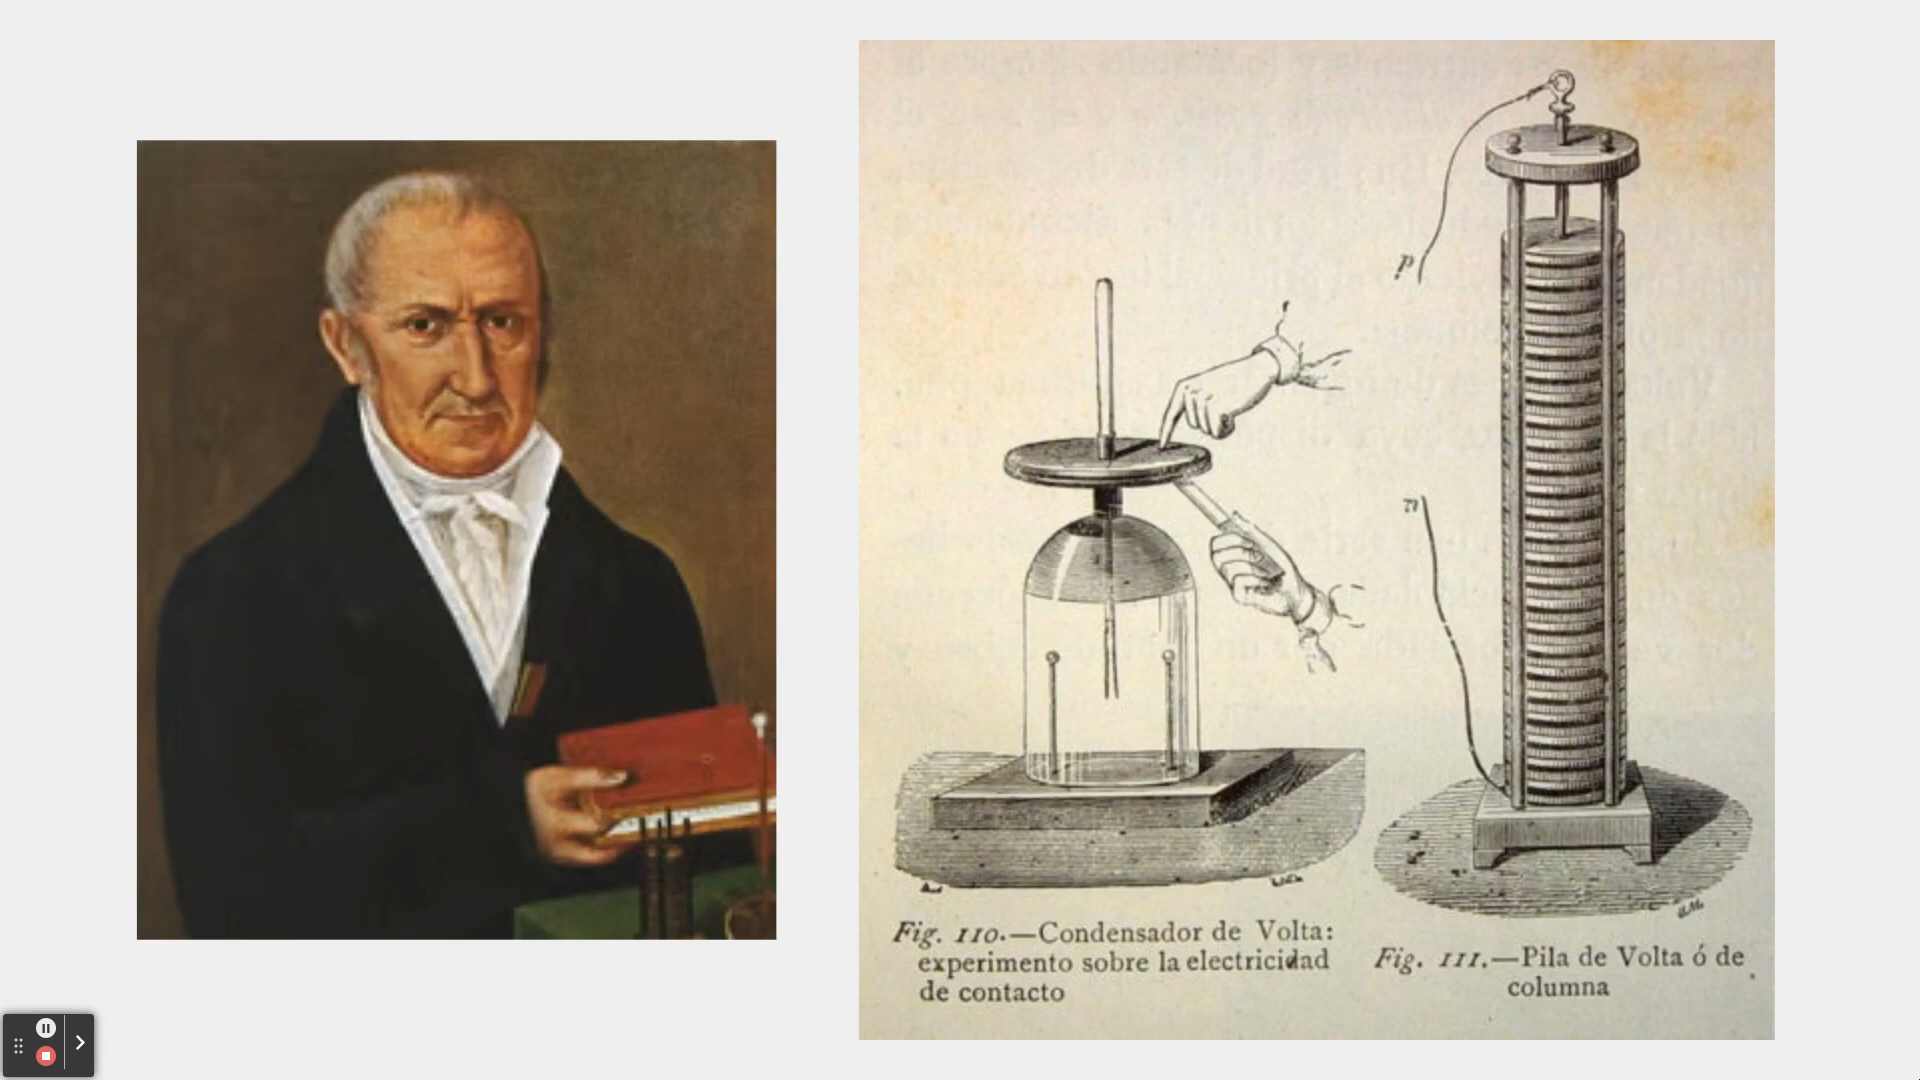 p
n
Fig. 110.—Condensador de Volta:
experimento sobre la electricidad
de contacto
Fig. 111.—Pila de Volta ó de
columna